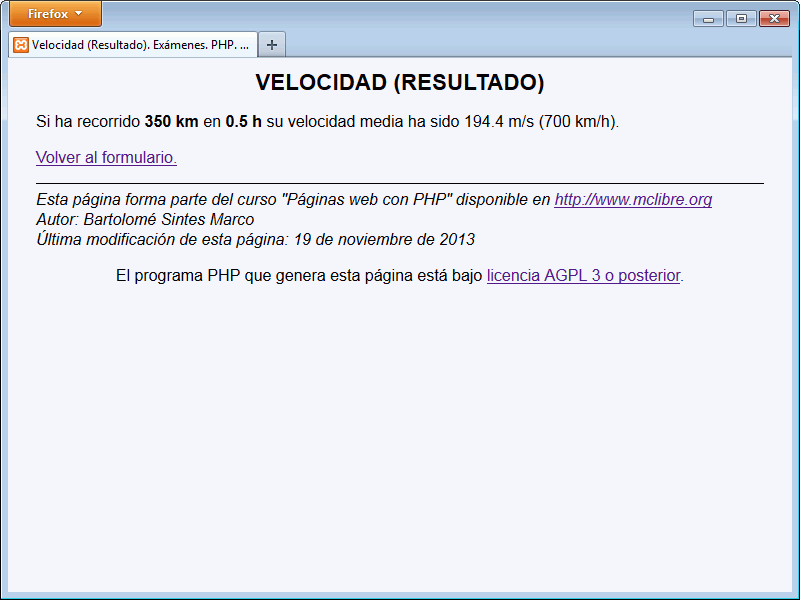 Firefox
Velocidad (Resultado). Exámenes. PHP. ...
VELOCIDAD (RESULTADO)
Si ha recorrido 350 km en 0.5 h su velocidad media ha sido 194.4 m/s (700 km/h).
Volver al formulario.
Esta página forma parte del curso "Páginas web con PHP" disponible en http://www.mclibre.org
Autor: Bartolomé Sintes Marco
Última modificación de esta página: 19 de noviembre de 2013
El programa PHP que genera esta página está bajo licencia AGPL 3 o posterior.